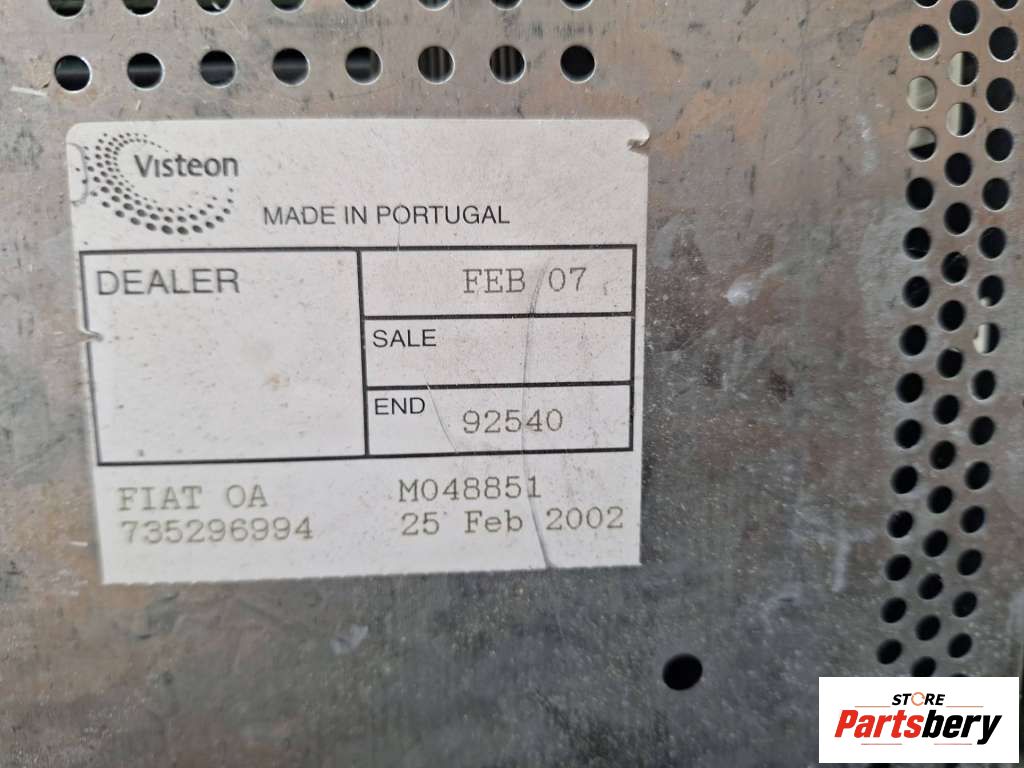 Visteon
MADE IN PORTUGAL
DEALER
FEB 07
SALE
END
92540
FIAT OA
735296994
M048851
25 Feb 2002
STORE
Partsbery